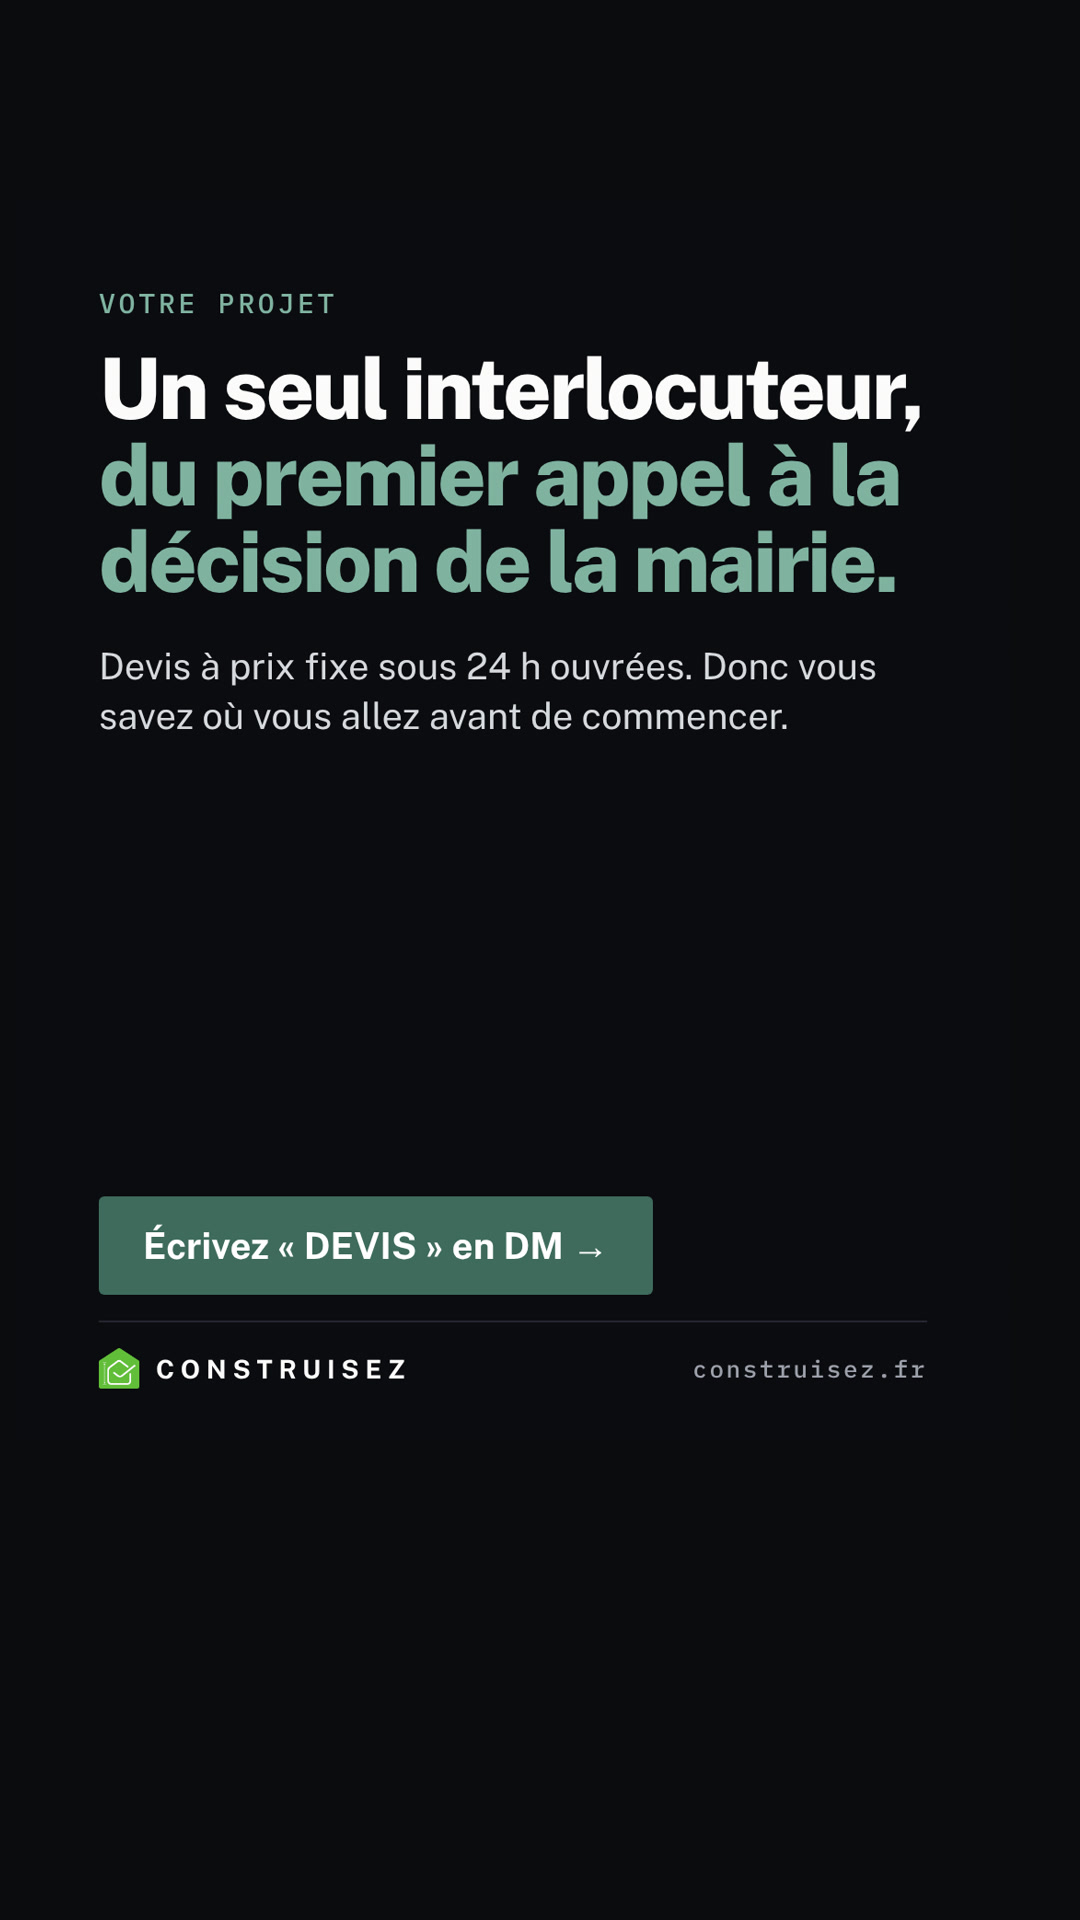 VOTRE PROJET
Un seul interlocuteur,
du premier appel à la
décision de la mairie.
Devis à prix fixe sous 24 h ouvrées. Donc vous
savez où vous allez avant de commencer.
Écrivez « DEVIS » en DM →
CONSTRUISEZ
construisez.fr